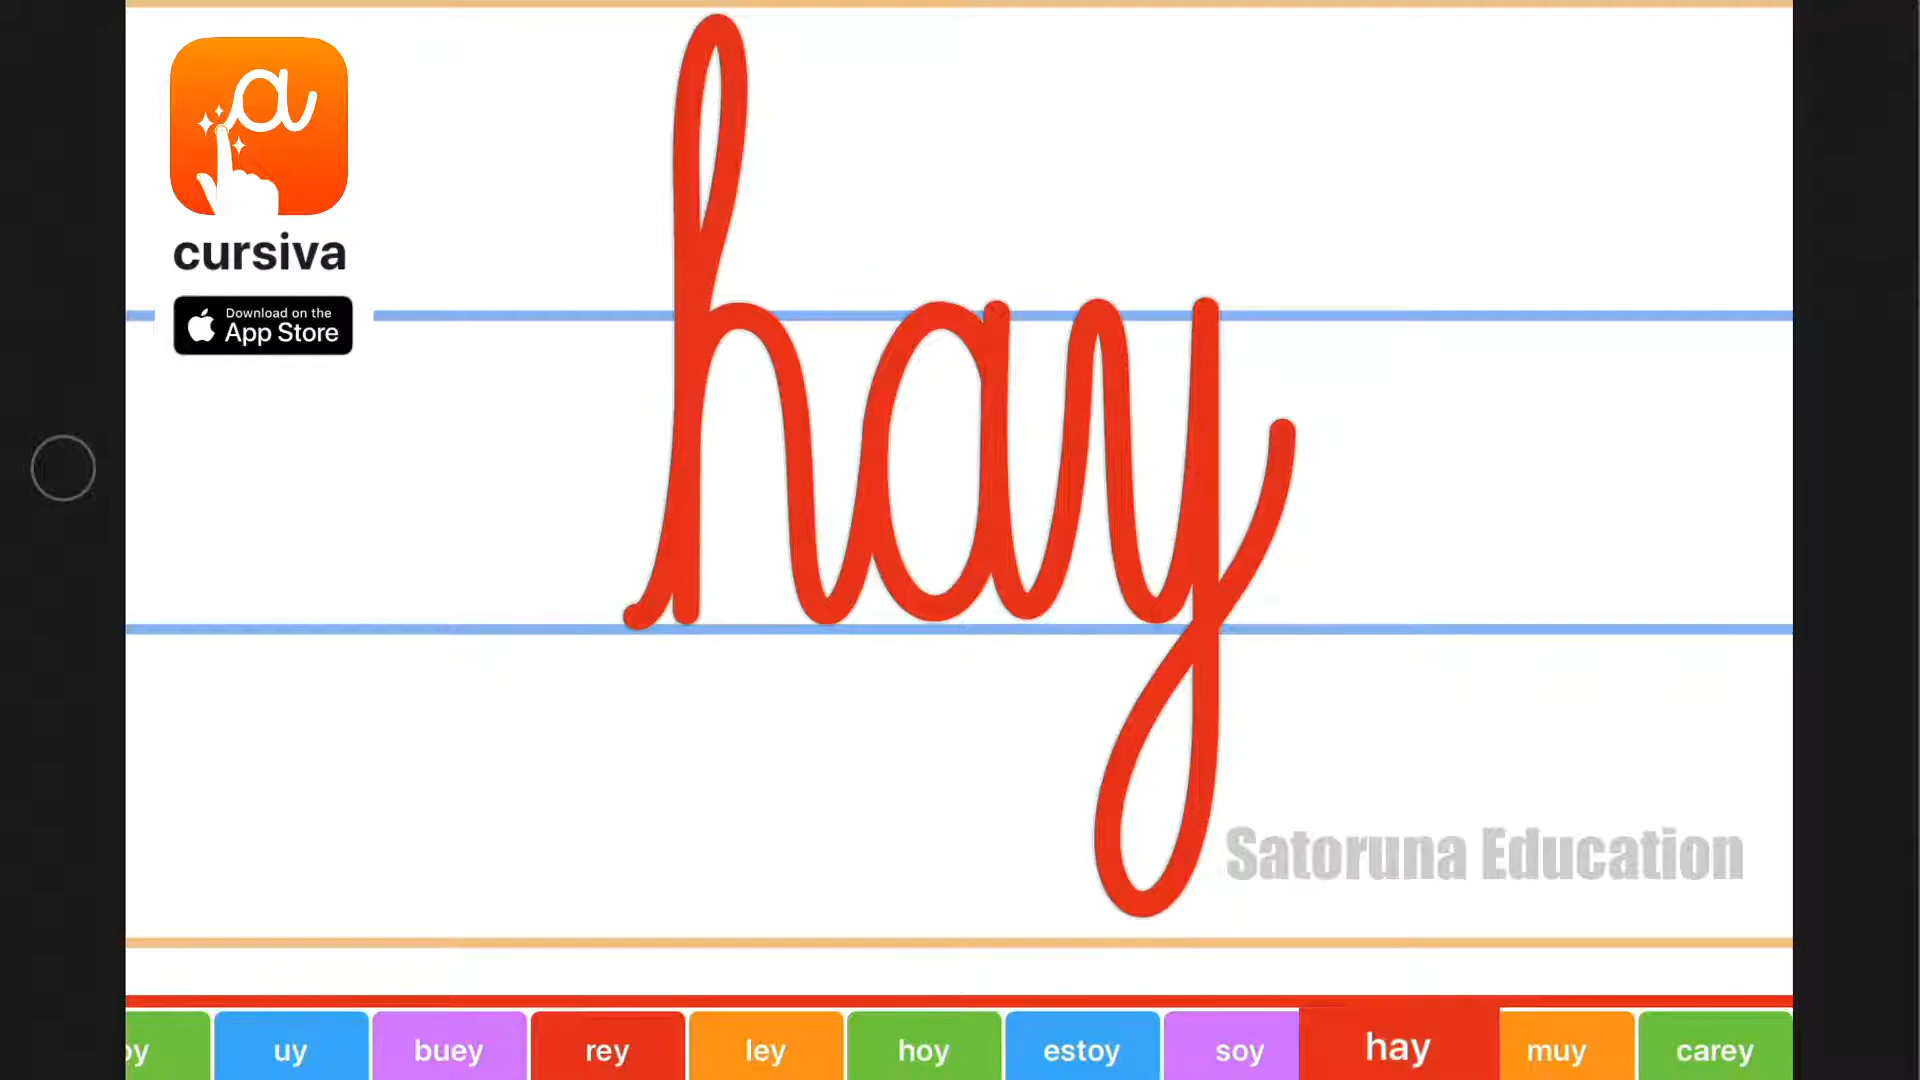 a
cursiva
Download on the
App Store
hay
Satoruna Education
uy buey rey ley hoy estoy soy hay muy carey